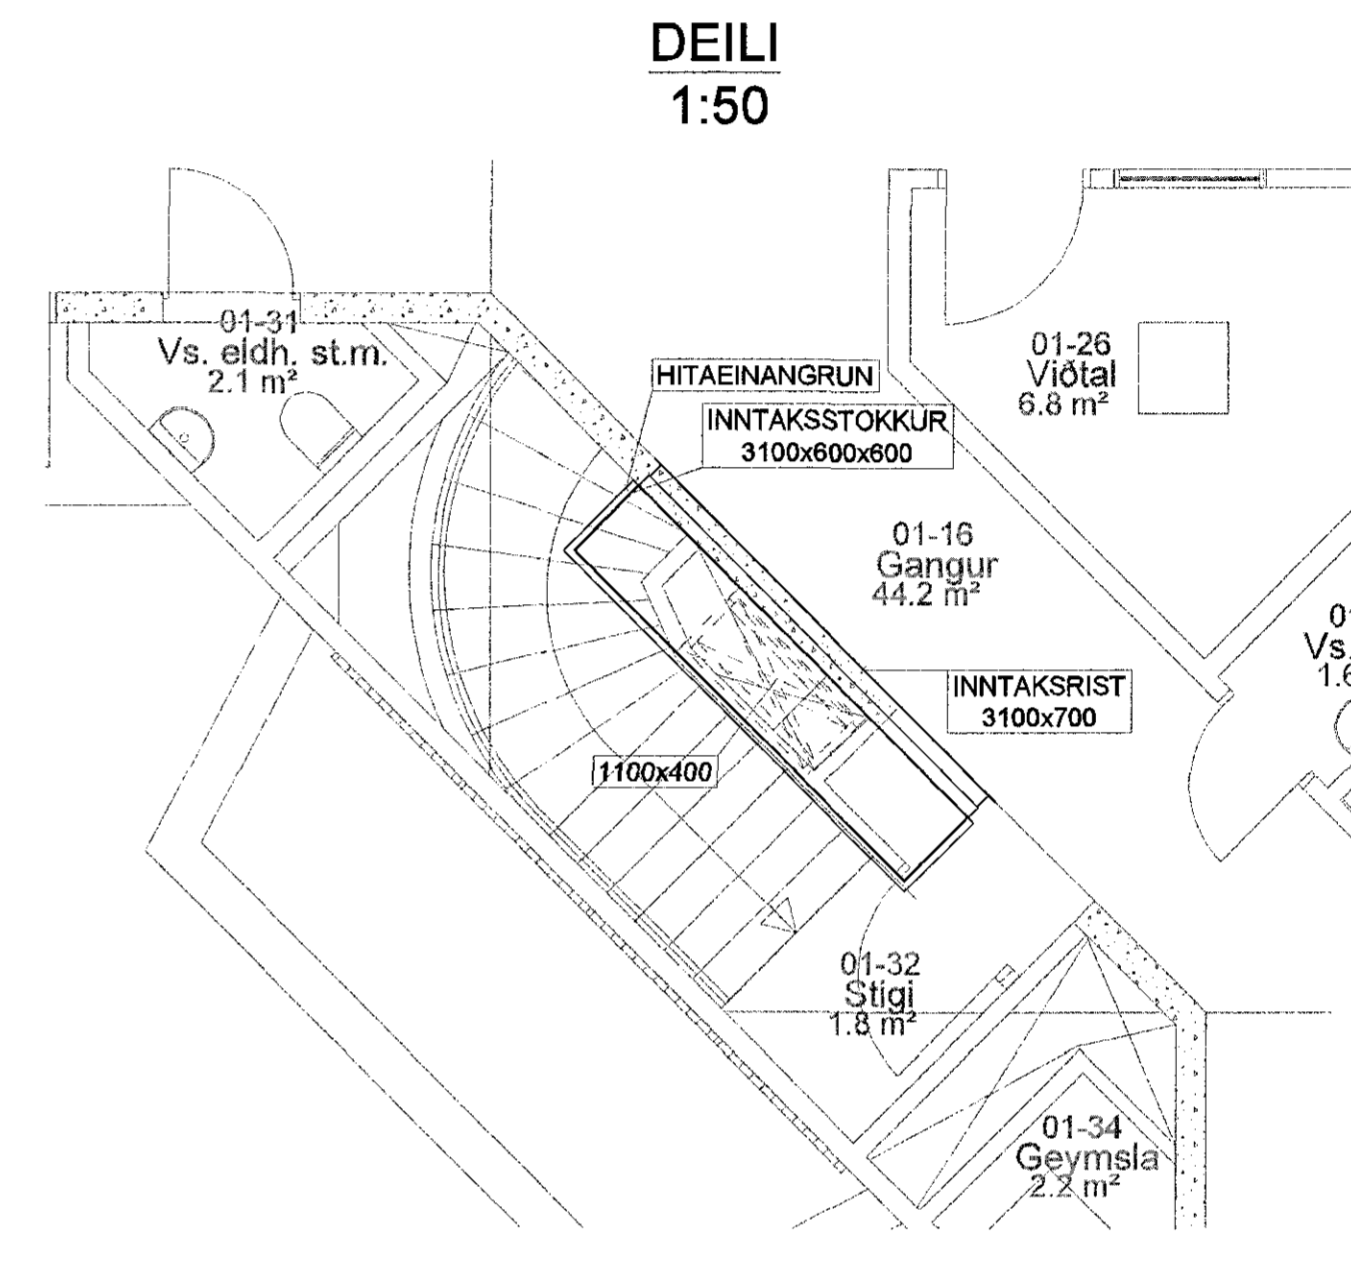 DEILI
1:50
01-31
Vs. eldh. st.m.
2.1 m²
HITAEINANGRUN
INNTAKSSTOKKUR
3100x600x600
01-26
Viðtal
6.8 m²
01-16
Gangur
44.2 m²
INNTAKSRIST
3100x700
Vs.
1100x400
01-32
Stigi
1.8 m²
01-34
Geymsla
2.2 m²